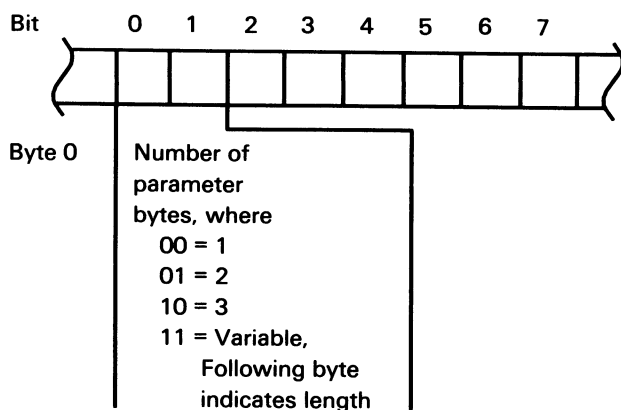 Bit 0 1 2 3 4 5 6 7
Byte 0 Number of
parameter
bytes, where
00 = 1
01 = 2
10 = 3
11 = Variable,
Following byte
indicates length